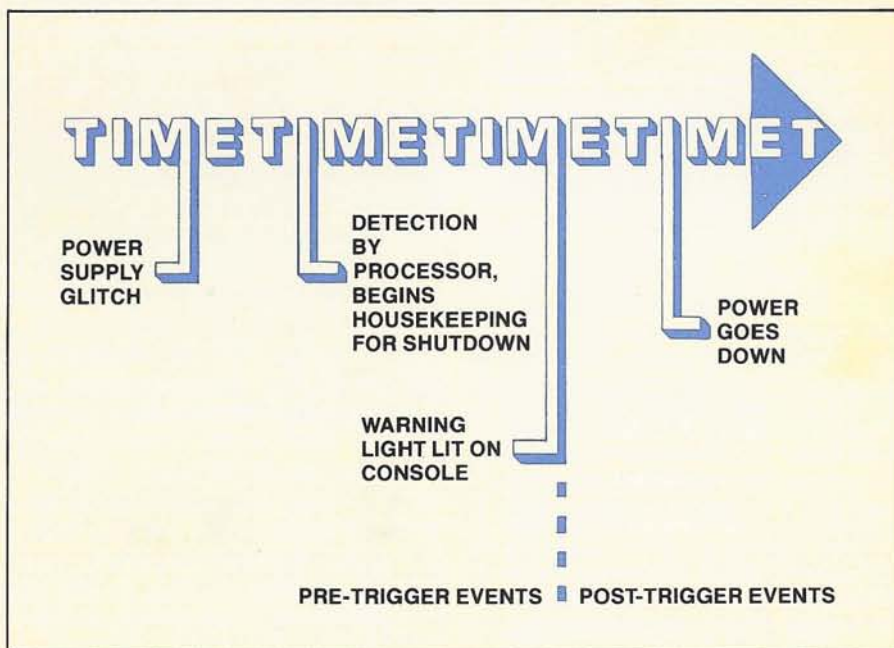 TIMETIMETIMETIMET
POWER
SUPPLY
GLITCH
DETECTION
BY
PROCESSOR,
BEGINS
HOUSEKEEPING
FOR SHUTDOWN
POWER
GOES
DOWN
WARNING
LIGHT LIT ON
CONSOLE
PRE-TRIGGER EVENTS
POST-TRIGGER EVENTS